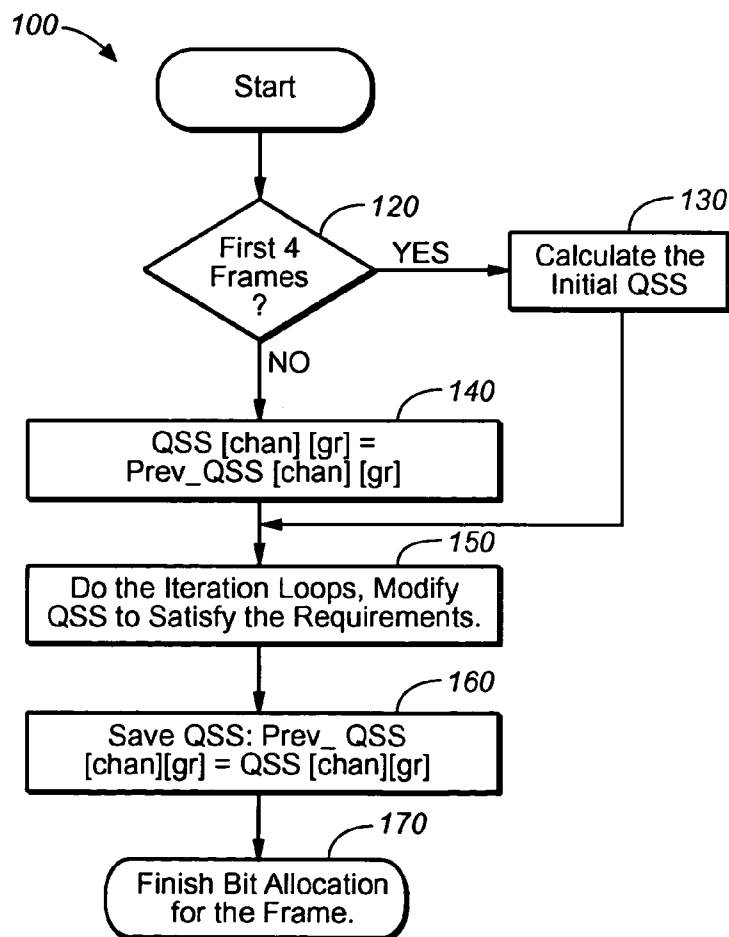 100
Start
120
First 4
Frames
?
YES
130
Calculate the
Initial QSS
NO
140
QSS [chan] [gr] =
Prev_QSS [chan] [gr]
150
Do the Iteration Loops, Modify
QSS to Satisfy the Requirements.
160
Save QSS: Prev_ QSS
[chan][gr] = QSS [chan][gr]
170
Finish Bit Allocation
for the Frame.